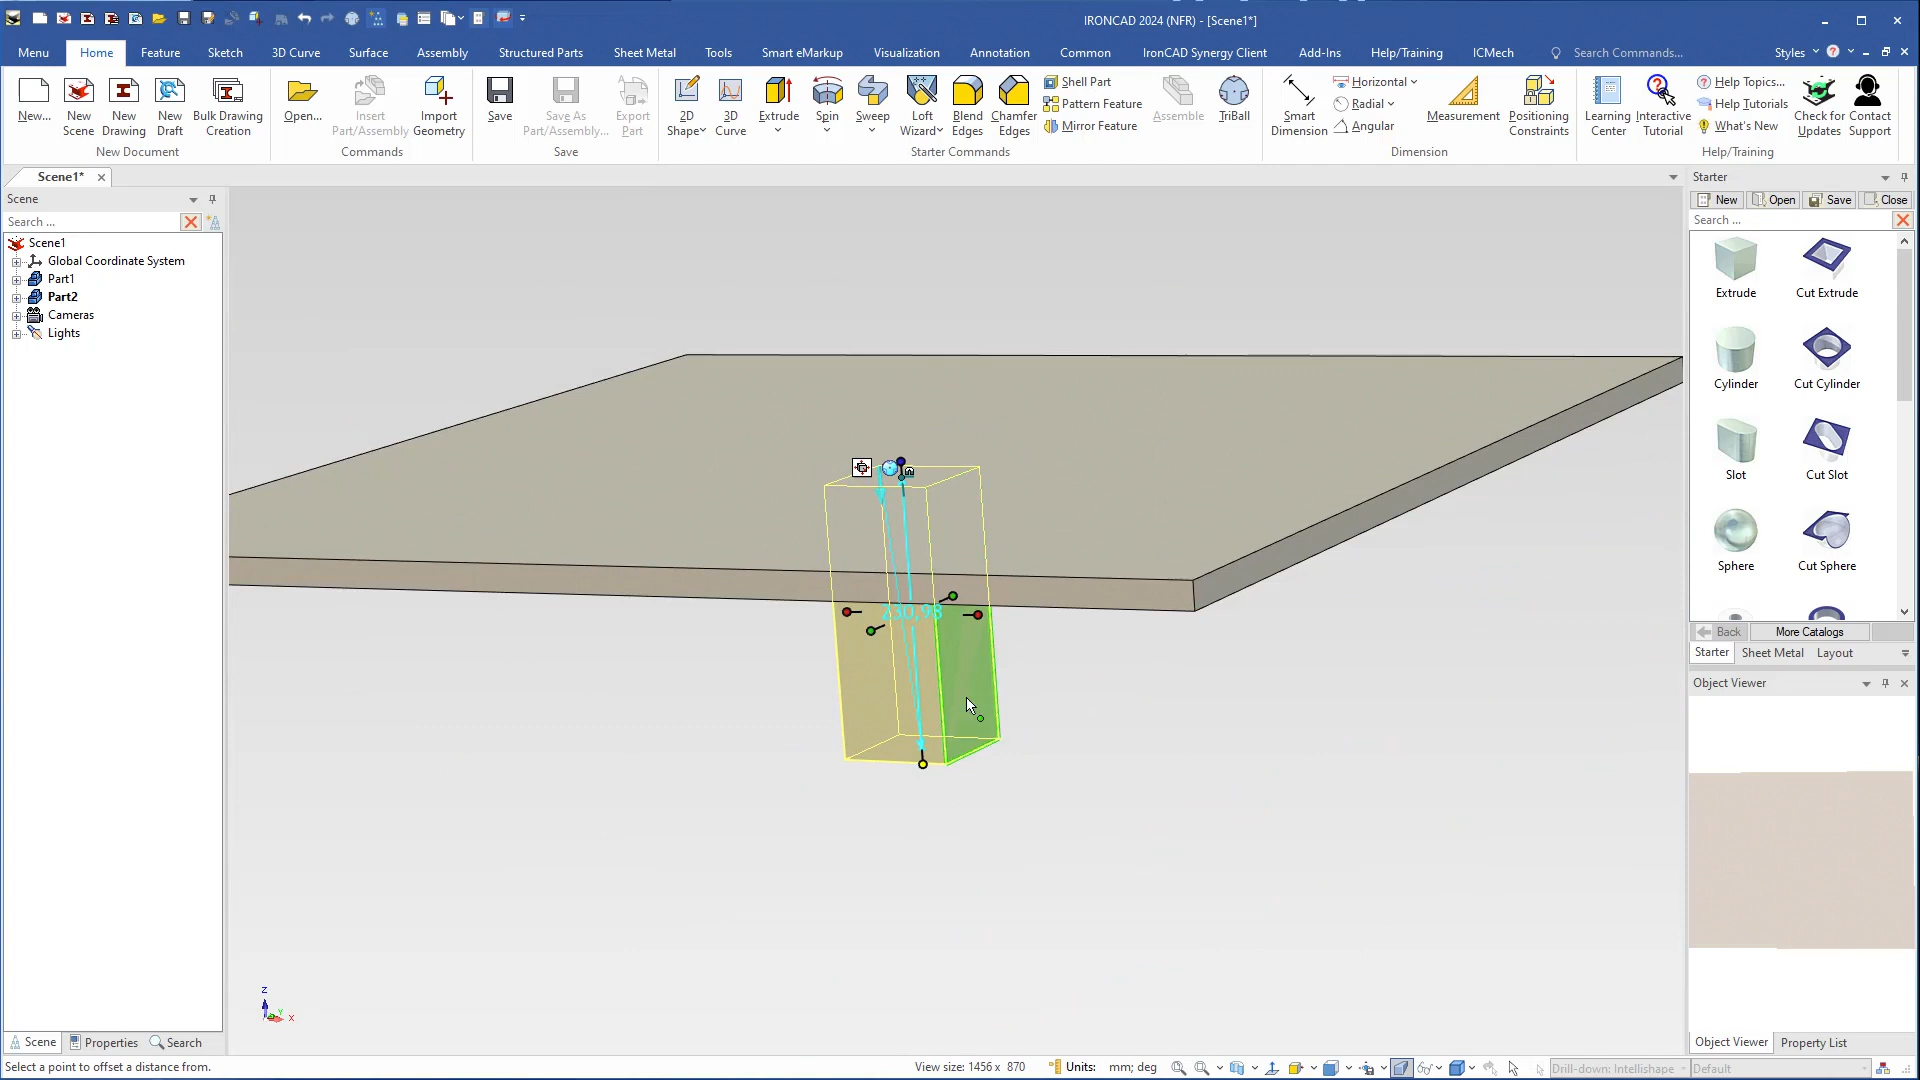 IRONCAD 2024 (NFR) - [Scene1*]
Menu Home Feature Sketch 3D Curve Surface Assembly Structured Parts Sheet Metal Tools Smart eMarkup Visualization Annotation Common IronCAD Synergy Client Add-Ins Help/Training ICMech Search Commands... Styles
New... New Scene New Drawing New Draft Bulk Drawing Creation
New Document
Open... Insert Part/Assembly Import Geometry
Commands
Save Save As Part/Assembly... Export Part
Save
2D Shape 3D Curve Extrude Spin Sweep Loft Wizard Blend Edges Chamfer Edges
Shell Part
Pattern Feature
Mirror Feature
Assemble TriBall
Starter Commands
Smart Dimension
Horizontal
Radial
Angular
Measurement Positioning Constraints
Dimension
Learning Center Interactive Tutorial
Help Topics...
Help Tutorials
What's New
Check for Updates Contact Support
Help/Training
Scene1*
Scene
Search ...
Scene1
Global Coordinate System
Part1
Part2
Cameras
Lights
230,98
Z
Y
X
Starter
New Open Save Close
Search ...
Extrude Cut Extrude
Cylinder Cut Cylinder
Slot Cut Slot
Sphere Cut Sphere
Back More Catalogs
Starter Sheet Metal Layout
Object Viewer
Scene Properties Search
Object Viewer Property List
Select a point to offset a distance from. View size: 1456 x 870 Units: mm; deg Drill-down: Intellishape Default